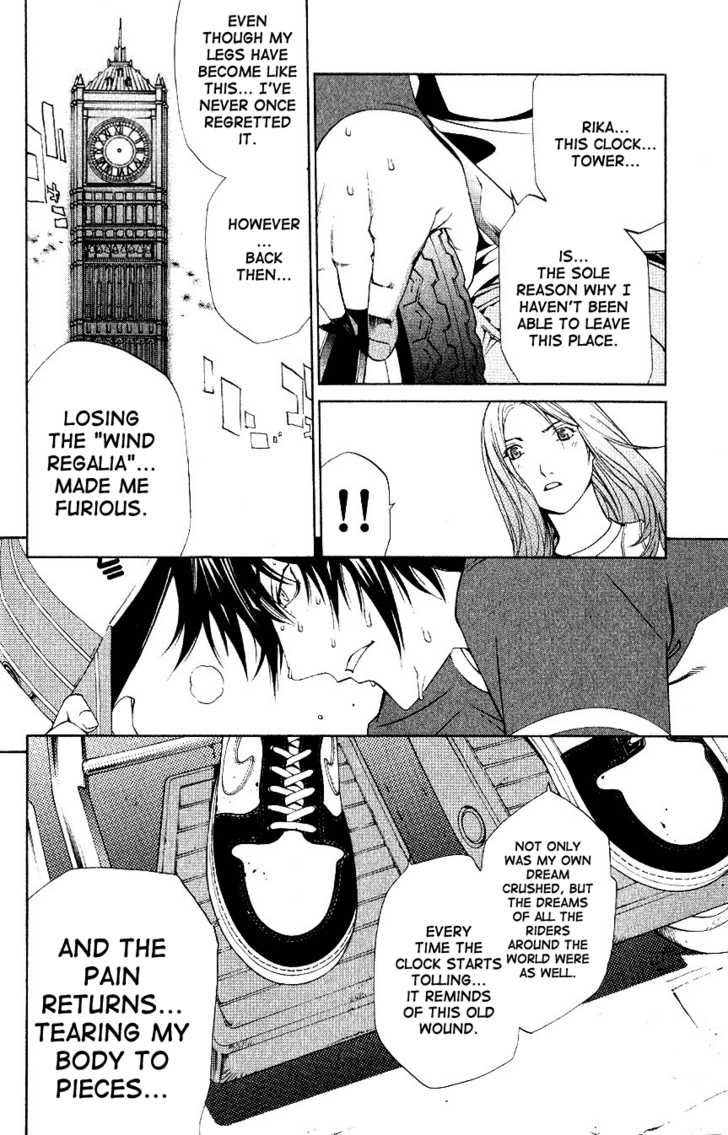 RIKA...
THIS CLOCK...
TOWER...
IS...
THE SOLE
REASON WHY I
HAVEN'T BEEN
ABLE TO LEAVE
THIS PLACE.
!!
EVEN
THOUGH MY
LEGS HAVE
BECOME LIKE
THIS... I'VE
NEVER ONCE
REGRETTED
IT.
HOWEVER
...
BACK
THEN...
LOSING
THE "WIND
REGALIA"...
MADE ME
FURIOUS.
NOT ONLY
WAS MY OWN
DREAM
CRUSHED, BUT
THE DREAMS
OF ALL THE
RIDERS
AROUND THE
WORLD WERE
AS WELL.
EVERY
TIME THE
CLOCK STARTS
TOLLING...
...IT REMINDS
OF THIS OLD
WOUND.
AND THE
PAIN
RETURNS...
TEARING MY
BODY TO
PIECES...